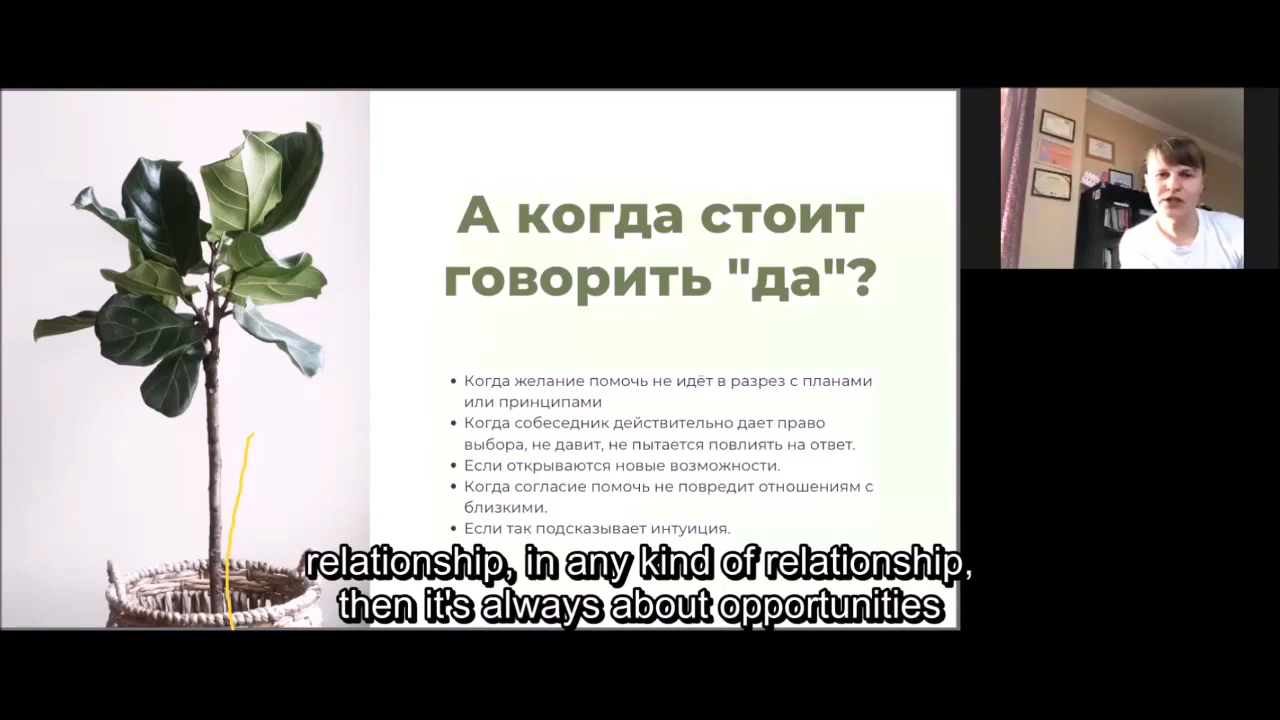 А когда стоит
говорить "да"?
• Когда желание помочь не идёт в разрез с планами
или принципами
• Когда собеседник действительно дает право
выбора, не давит, не пытается повлиять на ответ.
• Если открываются новые возможности.
• Когда согласие помочь не повредит отношениям с
близкими.
• Если так подсказывает интуиция.
relationship, in any kind of relationship,
then it's always about opportunities